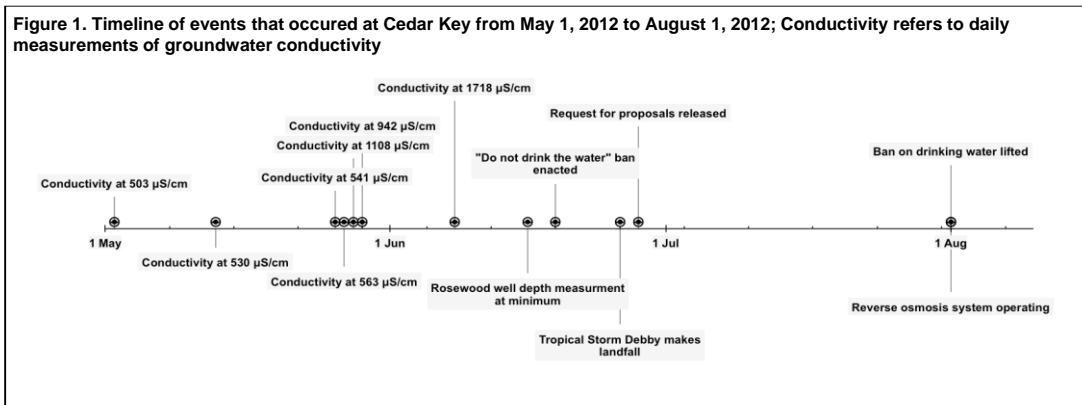 Figure 1. Timeline of events that occured at Cedar Key from May 1, 2012 to August 1, 2012; Conductivity refers to daily
measurements of groundwater conductivity
Conductivity at 1718 µS/cm
Request for proposals released
Conductivity at 942 µS/cm
Conductivity at 1108 µS/cm
"Do not drink the water" ban
enacted
Ban on drinking water lifted
Conductivity at 541 µS/cm
Conductivity at 503 µS/cm
1 May
1 Jun
1 Jul
1 Aug
Conductivity at 530 µS/cm
Conductivity at 563 µS/cm
Rosewood well depth measurment
at minimum
Reverse osmosis system operating
Tropical Storm Debby makes
landfall